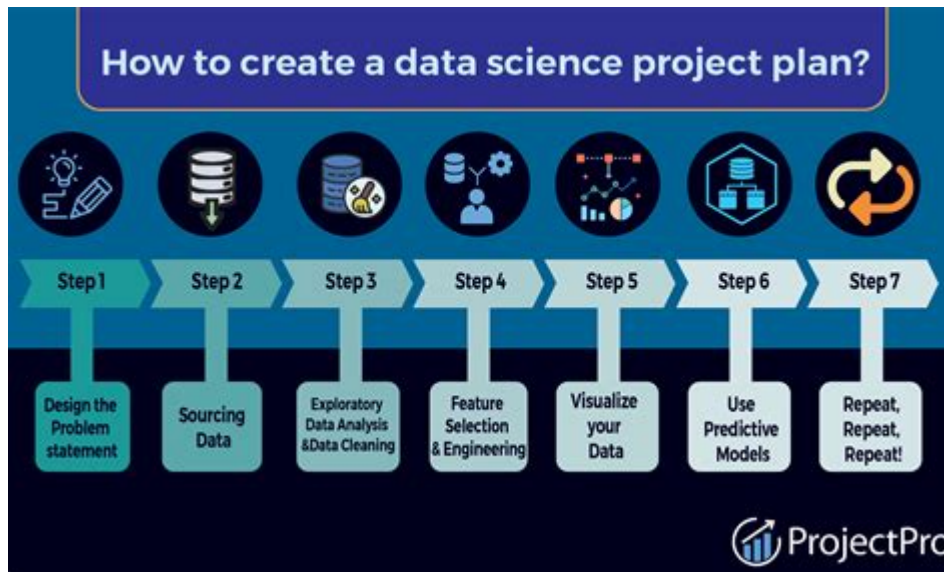 How to create a data science project plan?
Step 1
Step 2
Step 3
Step 4
Step 5
Step 6
Step 7
Design the
Problem
statement
Sourcing
Data
Exploratory
Data Analysis
&Data Cleaning
Feature
Selection
& Engineering
Visualize
your
Data
Use
Predictive
Models
Repeat,
Repeat,
Repeat!
ProjectPro